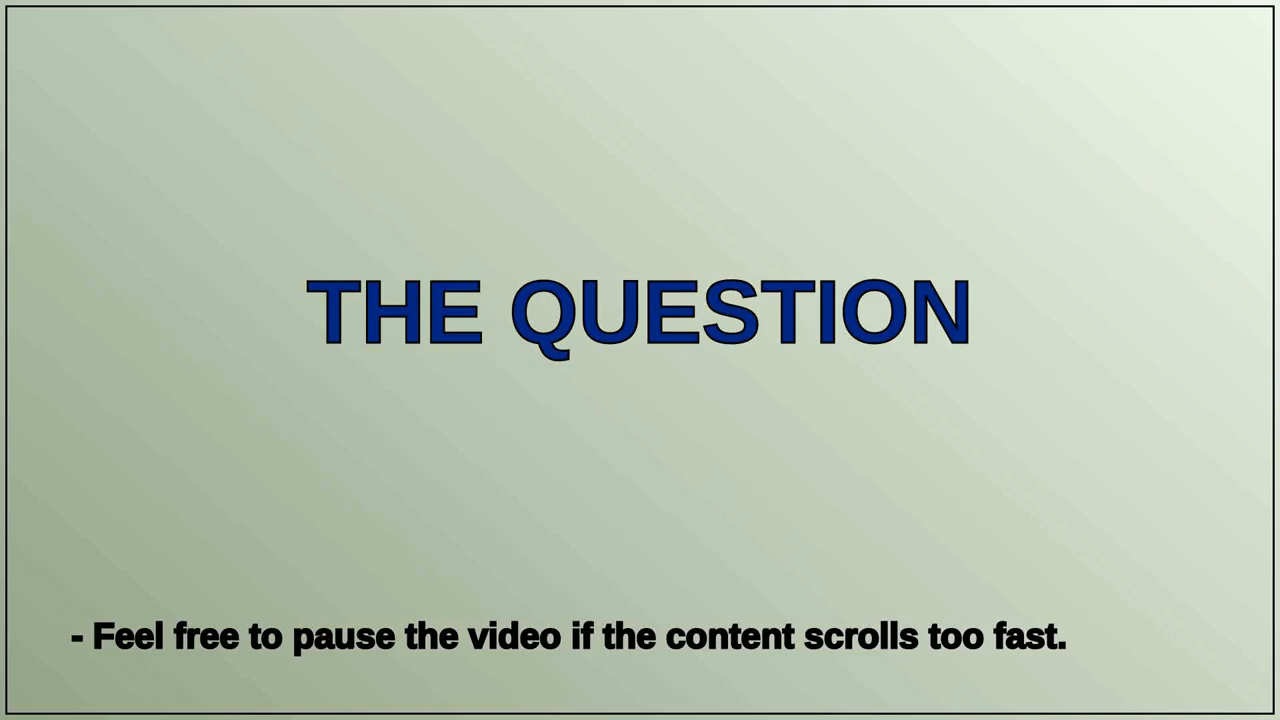 THE QUESTION
- Feel free to pause the video if the content scrolls too fast.